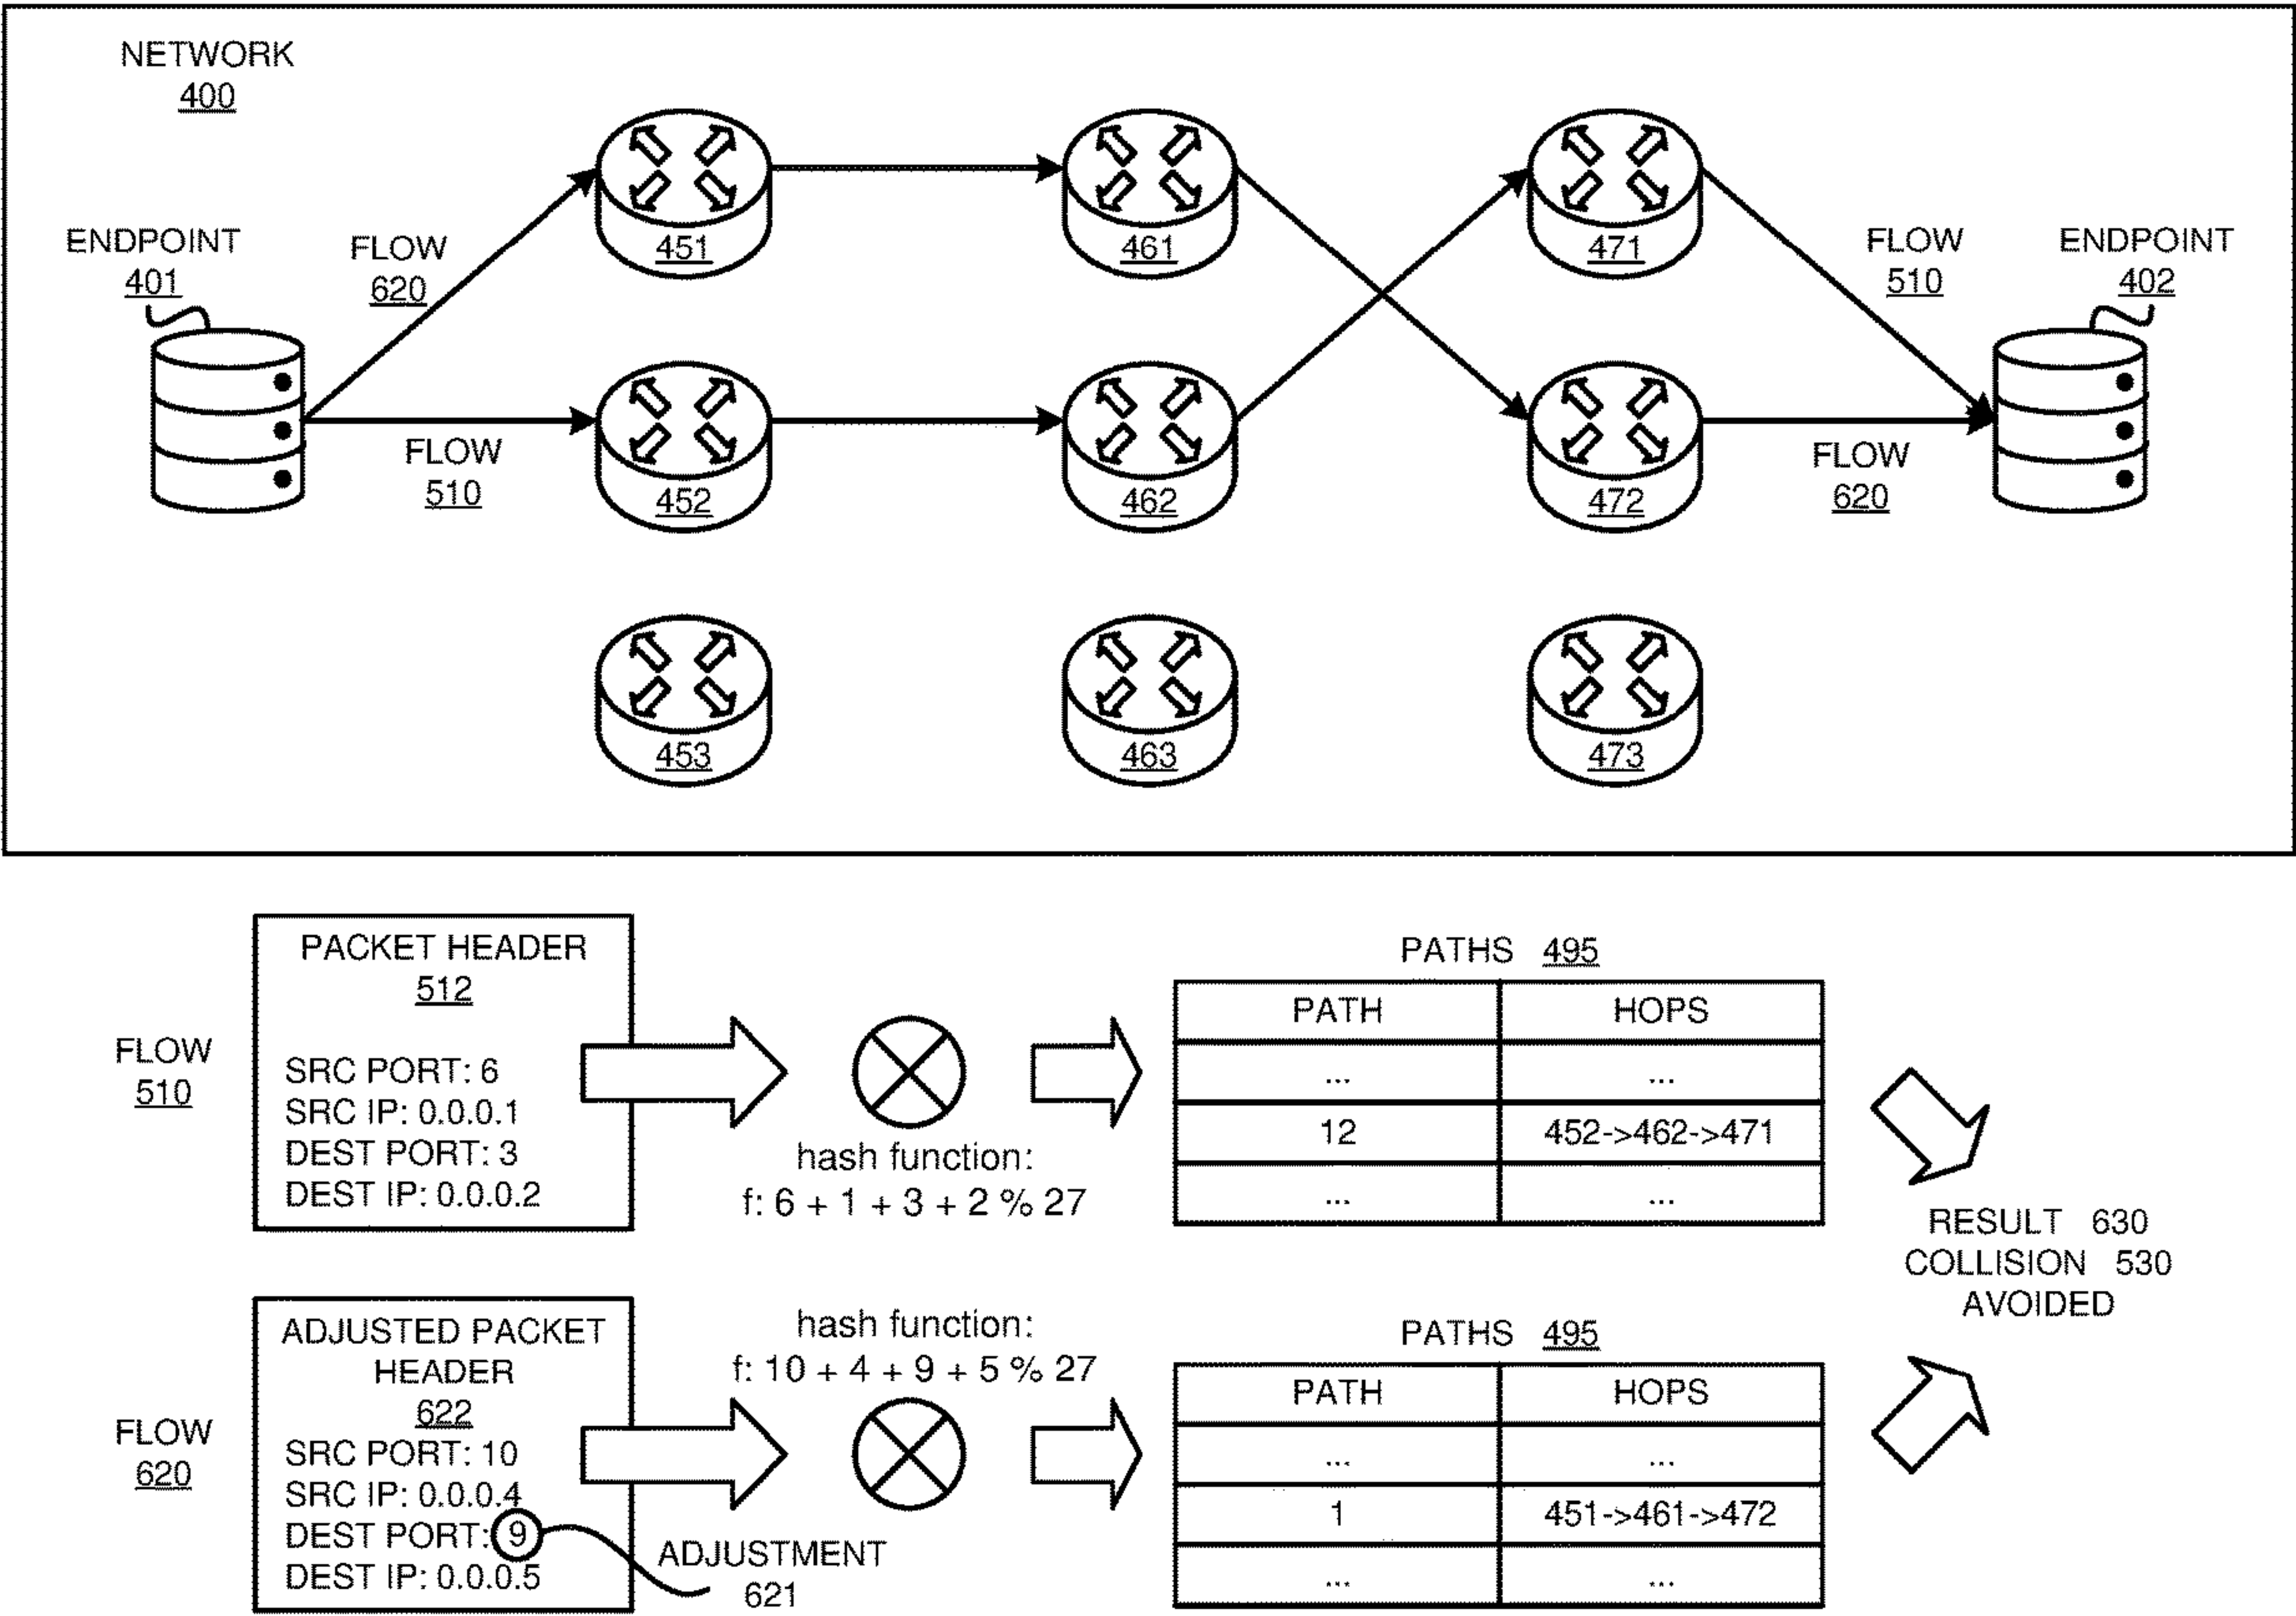 NETWORK
400
ENDPOINT
401
FLOW
620
FLOW
510
451
461
471
FLOW
510
ENDPOINT
402
452
462
472
FLOW
620
453
463
473
FLOW
510
PACKET HEADER
512
SRC PORT: 6
SRC IP: 0.0.0.1
DEST PORT: 3
DEST IP: 0.0.0.2
hash function:
f: 6 + 1 + 3 + 2 % 27
PATHS 495
PATH HOPS
... ...
12 452->462->471
... ...
RESULT 630
COLLISION 530
AVOIDED
FLOW
620
ADJUSTED PACKET
HEADER
622
SRC PORT: 10
SRC IP: 0.0.0.4
DEST PORT: 9
DEST IP: 0.0.0.5
ADJUSTMENT
621
hash function:
f: 10 + 4 + 9 + 5 % 27
PATHS 495
PATH HOPS
... ...
1 451->461->472
... ...